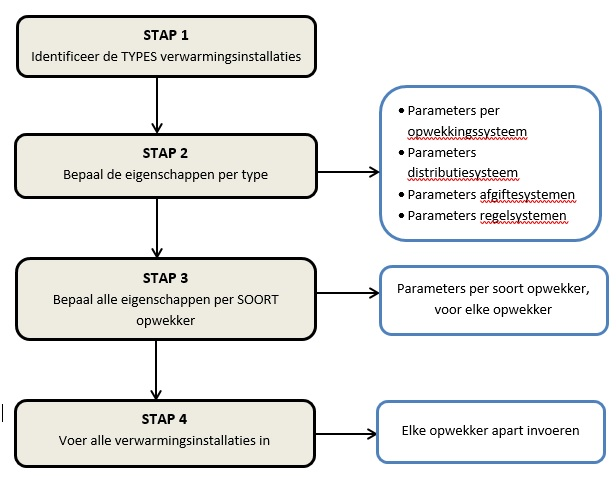 STAP 1
Identificeer de TYPES verwarmingsinstallaties
STAP 2
Bepaal de eigenschappen per type
• Parameters per
opwekkingssysteem
• Parameters
distributiesysteem
• Parameters afgiftesystemen
• Parameters regelsystemen
STAP 3
Bepaal alle eigenschappen per SOORT
opwekker
Parameters per soort opwekker,
voor elke opwekker
STAP 4
Voer alle verwarmingsinstallaties in
Elke opwekker apart invoeren